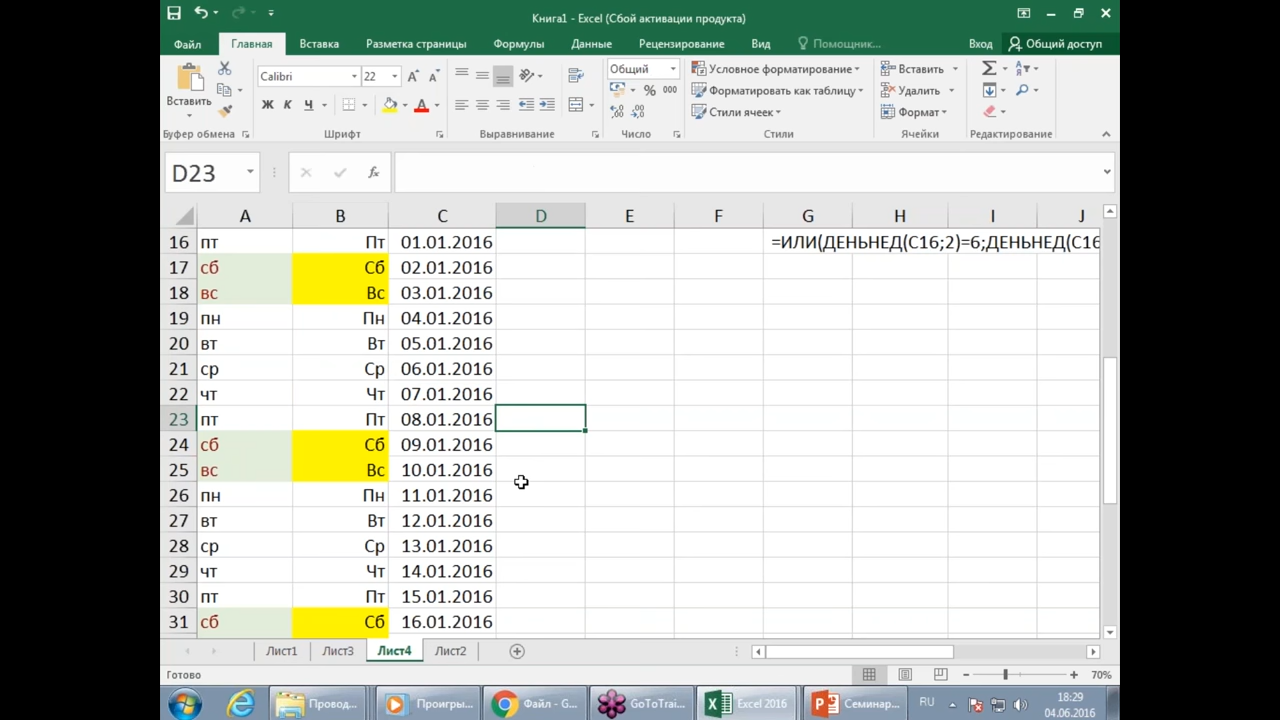 Книга1 - Excel (Сбой активации продукта)
Файл Главная Вставка Разметка страницы Формулы Данные Рецензирование Вид Помощник... Вход Общий доступ
Вставить
Calibri 22
Ж К Ч
Общий
% 000
Условное форматирование
Форматировать как таблицу
Стили ячеек
Вставить
Удалить
Формат
Буфер обмена Шрифт Выравнивание Число Стили Ячейки Редактирование
D23 fx
A B C D E F G H I J
16 пт Пт 01.01.2016 =ИЛИ(ДЕНЬНЕД(C16;2)=6;ДЕНЬНЕД(C16
17 сб Сб 02.01.2016
18 вс Вс 03.01.2016
19 пн Пн 04.01.2016
20 вт Вт 05.01.2016
21 ср Ср 06.01.2016
22 чт Чт 07.01.2016
23 пт Пт 08.01.2016
24 сб Сб 09.01.2016
25 вс Вс 10.01.2016
26 пн Пн 11.01.2016
27 вт Вт 12.01.2016
28 ср Ср 13.01.2016
29 чт Чт 14.01.2016
30 пт Пт 15.01.2016
31 сб Сб 16.01.2016
Лист1 Лист3 Лист4 Лист2
Готово 70%
Провод... Проигры... Файл - G... GoToTrai... Excel 2016 Семинар... RU 18:29
04.06.2016